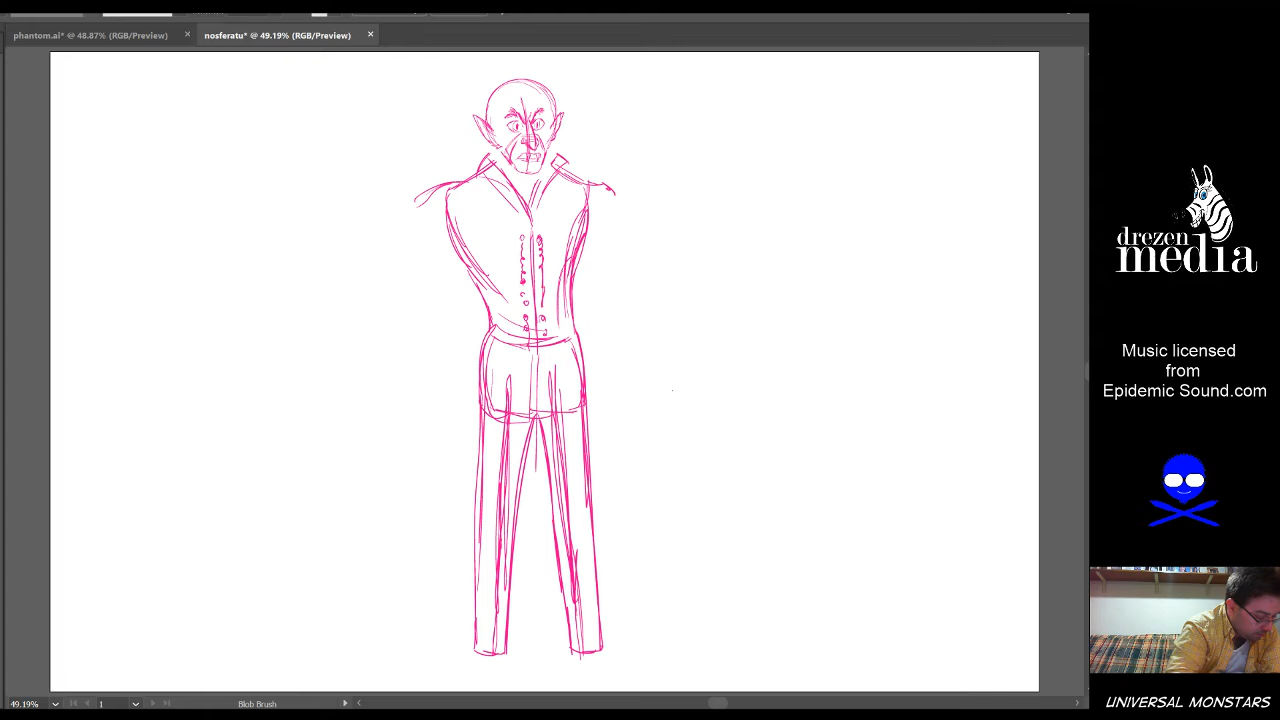 phantom.ai* @ 48.87% (RGB/Preview)
nosferatu* @ 49.19% (RGB/Preview)
drezen
media
Music licensed
from
Epidemic Sound.com
49.19%
1
Blob Brush
UNIVERSAL MONSTARS